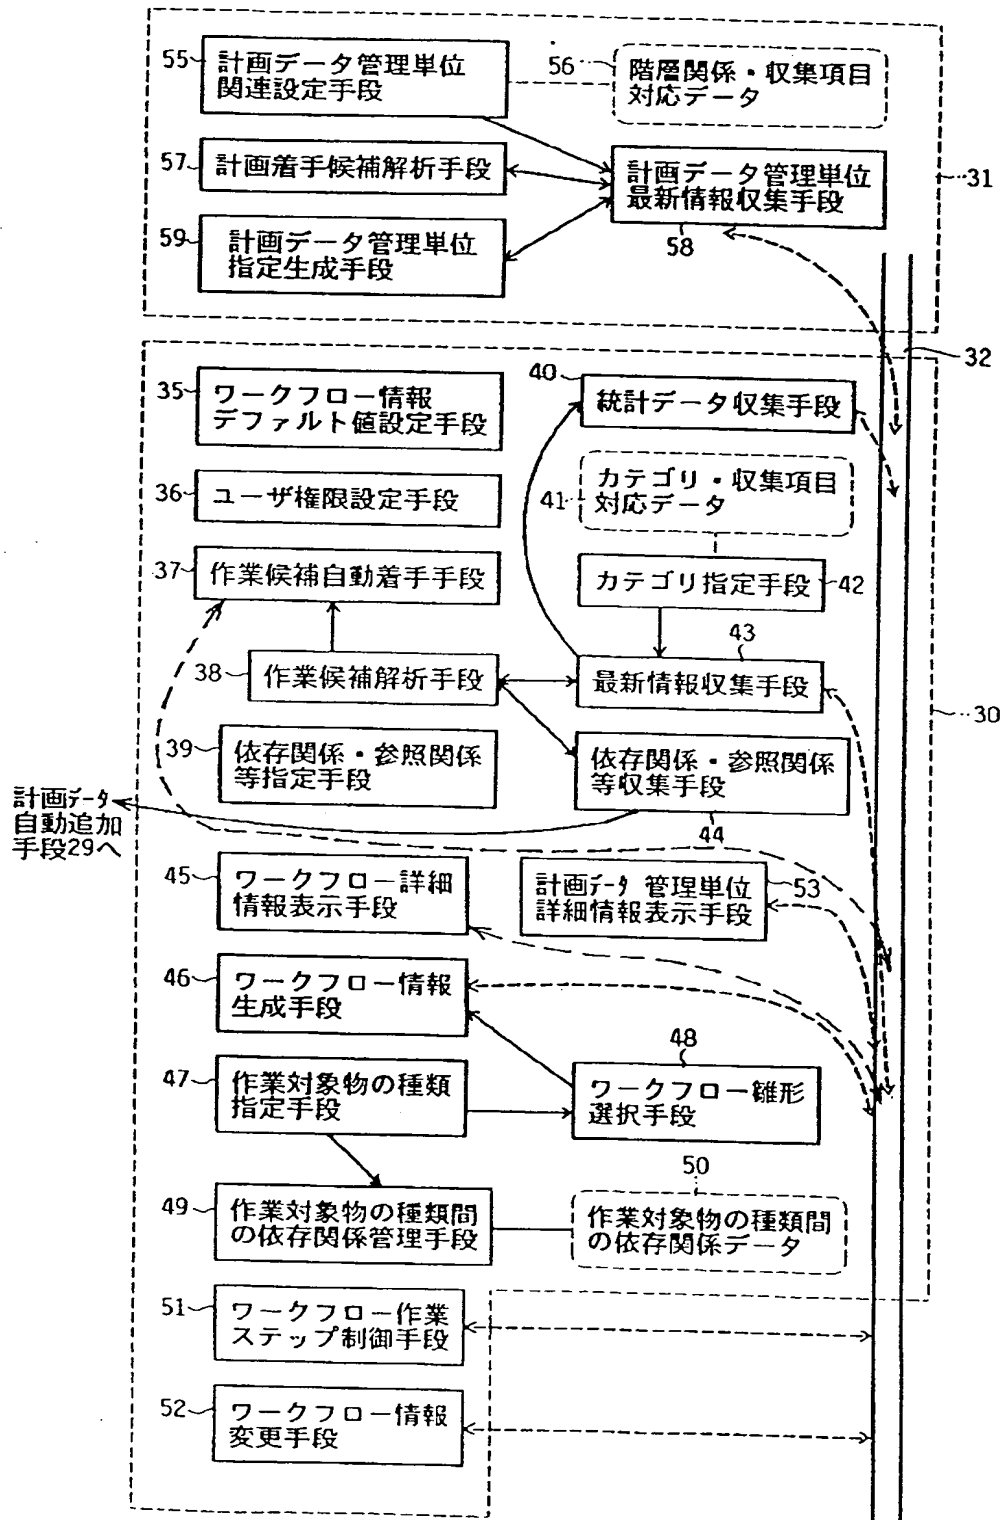 55
計画データ管理単位
関連設定手段
56
階層関係・収集項目
対応データ
57
計画着手候補解析手段
計画データ管理単位
最新情報収集手段
58
31
59
計画データ管理単位
指定生成手段
32
35
ワークフロー情報
デファルト値設定手段
40
統計データ収集手段
36
ユーザ権限設定手段
41
カテゴリ・収集項目
対応データ
37
作業候補自動着手手段
カテゴリ指定手段
42
43
38
作業候補解析手段
最新情報収集手段
30
39
依存関係・参照関係
等指定手段
依存関係・参照関係
等収集手段
44
計画データ
自動追加
手段29へ
45
ワークフロー詳細
情報表示手段
計画データ管理単位
詳細情報表示手段
53
46
ワークフロー情報
生成手段
48
47
作業対象物の種類
指定手段
ワークフロー雛形
選択手段
50
49
作業対象物の種類間
の依存関係管理手段
作業対象物の種類間
の依存関係データ
51
ワークフロー作業
ステップ制御手段
52
ワークフロー情報
変更手段